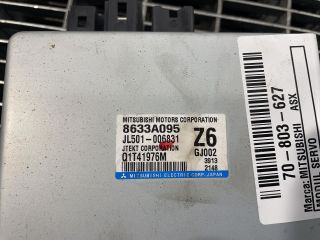 MITSUBISHI MOTORS CORPORATION
8633A095
Z6
JL501-006831
GJ002
JTEKT CORPORATION
3913
Q1T41976M
2148
MITSUBISHI ELECTRIC CORP. JAPAN
70-803-627
Marca: MITSUBISHI ASX
MODUL SERVO